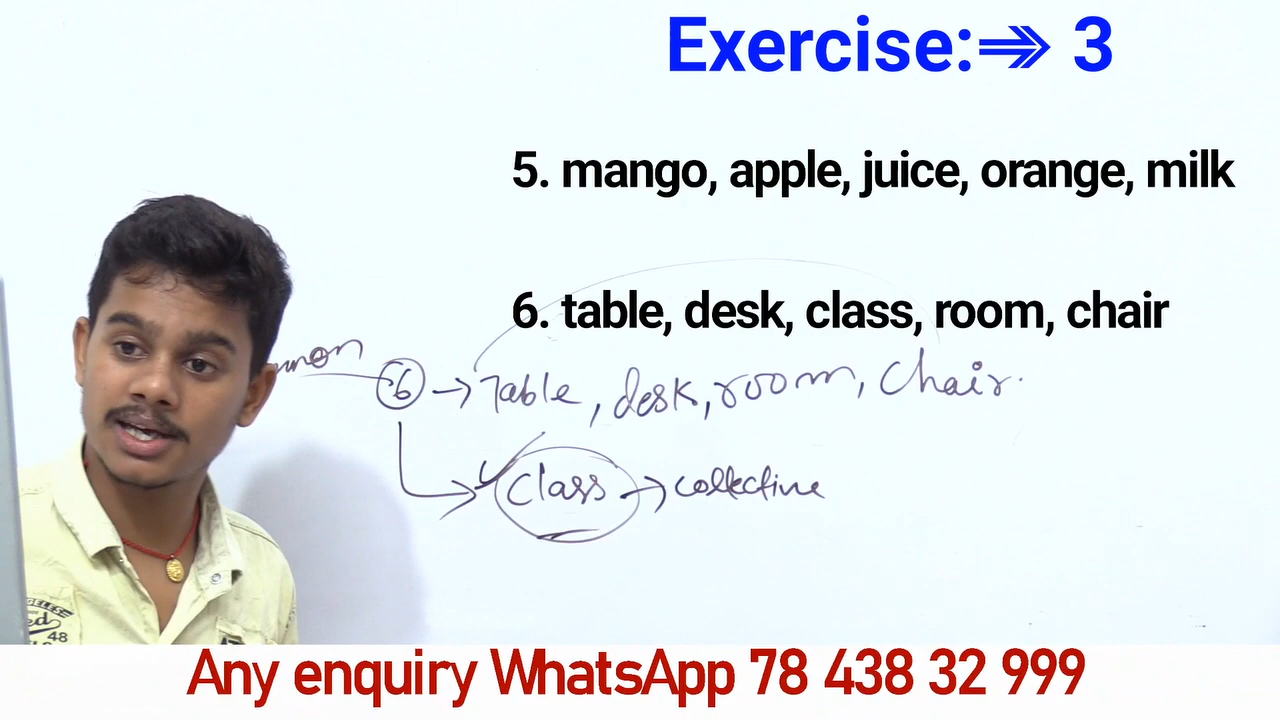 Exercise:⇛ 3
5. mango, apple, juice, orange, milk
6. table, desk, class, room, chair
6 → Table, desk, room, Chair.
Class → collective
48
Any enquiry WhatsApp 78 438 32 999